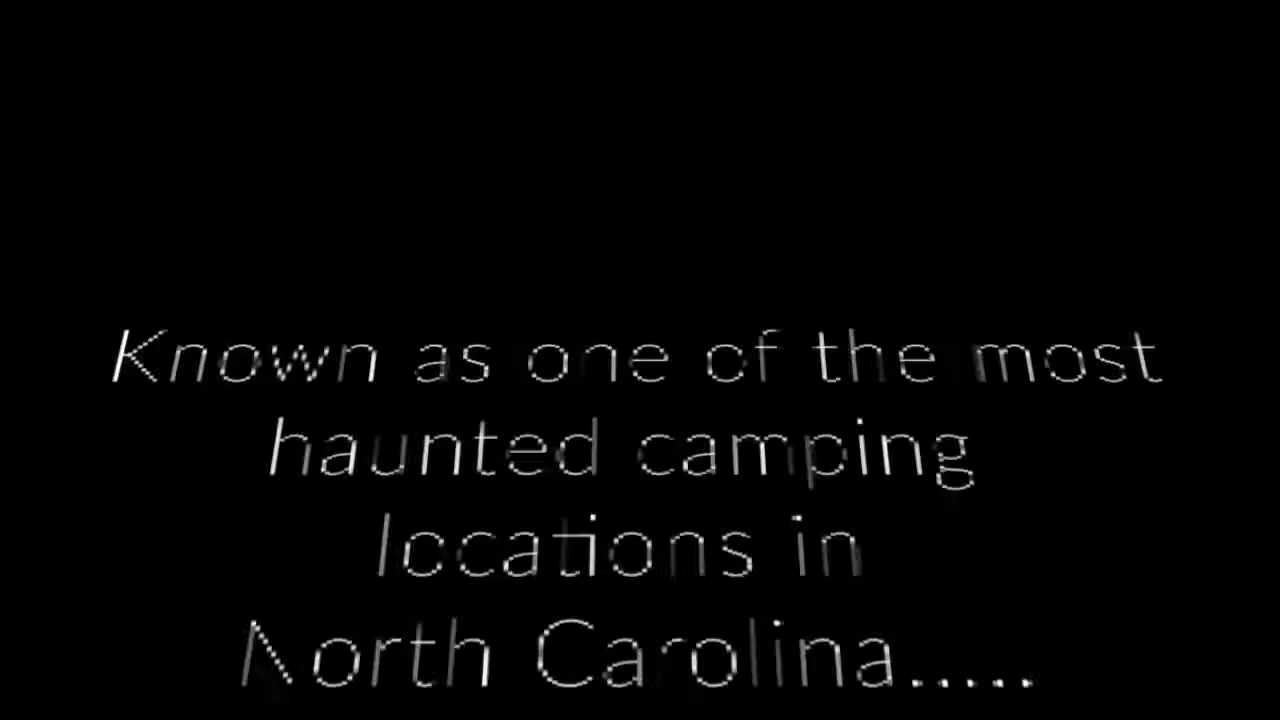 Known as one of the most
haunted camping
locations in
North Carolina.....